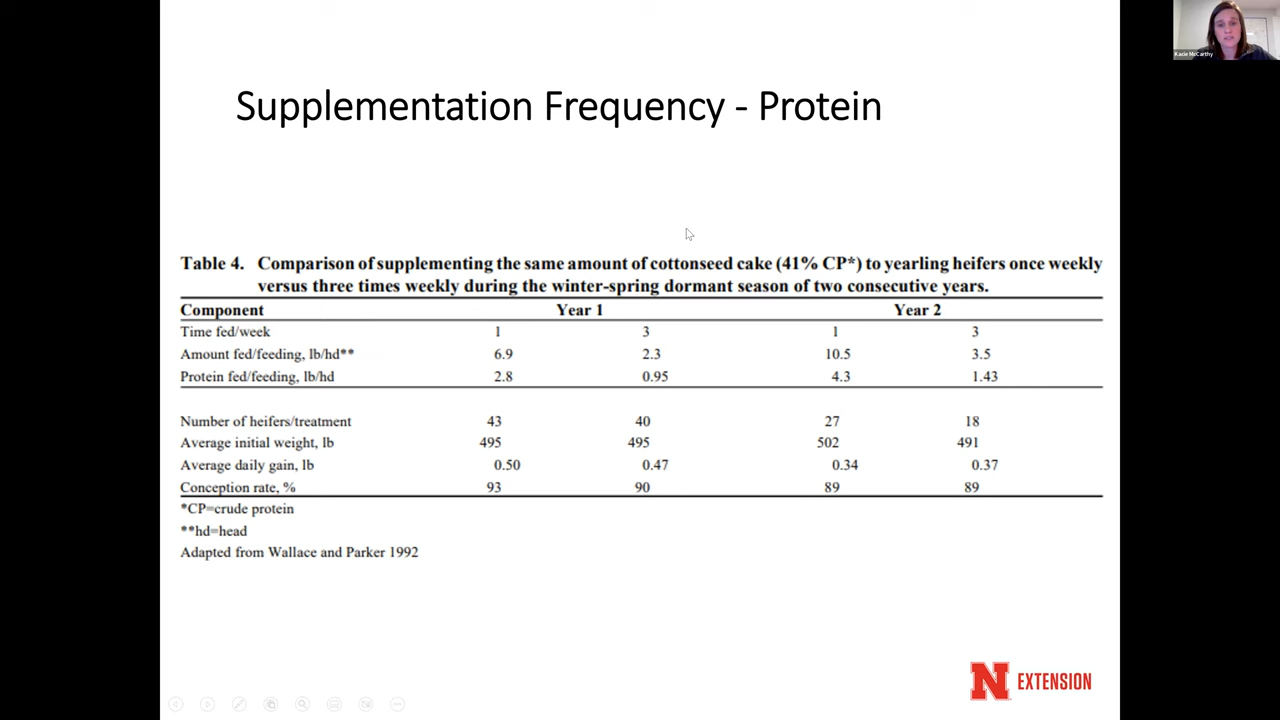 Kacie McCarthy
Supplementation Frequency - Protein
Table 4. Comparison of supplementing the same amount of cottonseed cake (41% CP*) to yearling heifers once weekly
versus three times weekly during the winter-spring dormant season of two consecutive years.
Component Year 1 Year 2
Time fed/week 1 3 1 3
Amount fed/feeding, lb/hd** 6.9 2.3 10.5 3.5
Protein fed/feeding, lb/hd 2.8 0.95 4.3 1.43
Number of heifers/treatment 43 40 27 18
Average initial weight, lb 495 495 502 491
Average daily gain, lb 0.50 0.47 0.34 0.37
Conception rate, % 93 90 89 89
*CP=crude protein
**hd=head
Adapted from Wallace and Parker 1992
N EXTENSION